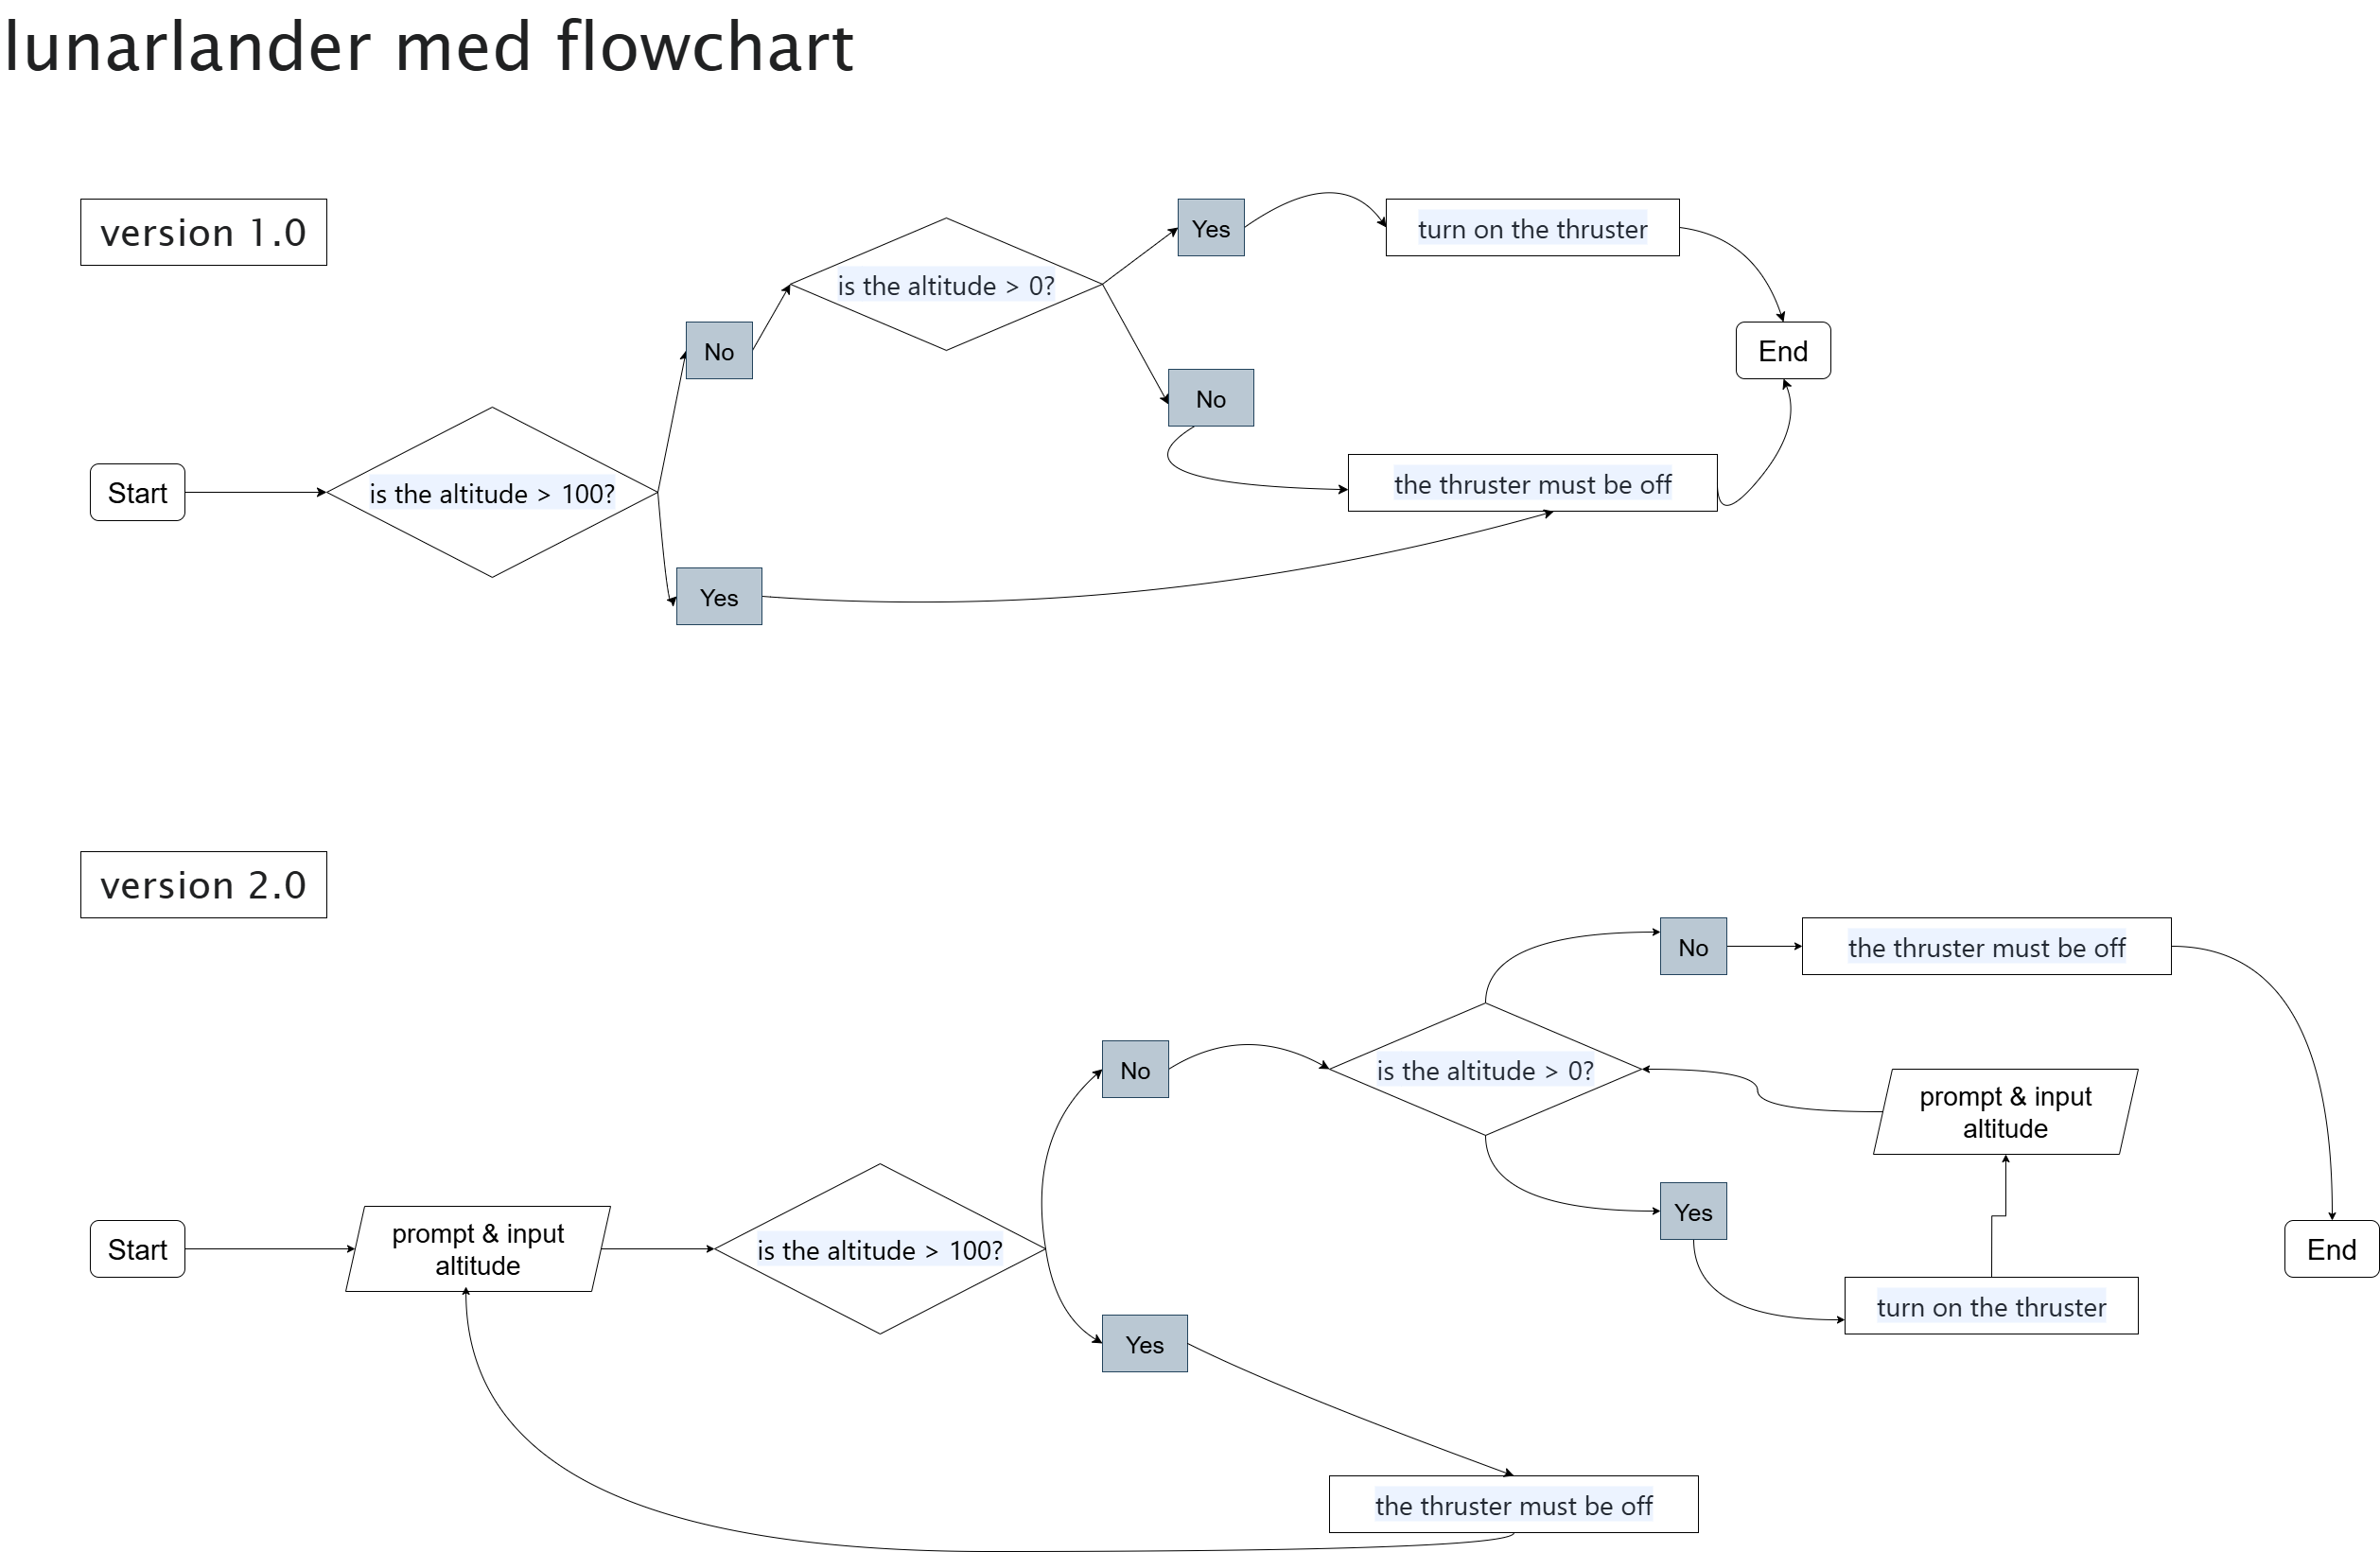 lunarlander med flowchart
version 1.0
Yes
turn on the thruster
is the altitude > 0?
No
End
No
Start
is the altitude > 100?
the thruster must be off
Yes
version 2.0
No
the thruster must be off
No
is the altitude > 0?
prompt & input
altitude
Yes
Start
prompt & input
altitude
is the altitude > 100?
End
turn on the thruster
Yes
the thruster must be off